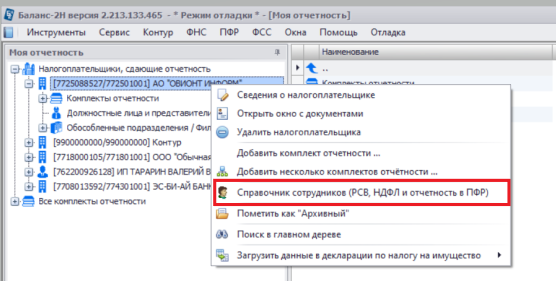 Баланс-2Н версия 2.213.133.465 - * Режим отладки * - [Моя отчетность]
Инструменты Сервис Контур ФНС ПФР ФСС Окна Помощь Отладка
Моя отчетность
Наименование
Налогоплательщики, сдающие отчетность
..
[7725088527/772501001] АО "ОВИОНТ ИНФОРМ"
Комплекты отчетности
Комплекты отчетности
Должностные лица и представители
Обособленные подразделения / Фил
[9900000000/990000000] Контур
[7718000105/771801001] ООО "Обычная
[762200926128] ИП ТАРАРИН ВАЛЕРИЙ В
[7708013592/774301001] ЭС-БИ-АЙ БАНК
Все комплекты отчетности
Сведения о налогоплательщике
Открыть окно с документами
Удалить налогоплательщика
Добавить комплект отчетности ...
Добавить несколько комплектов отчётности ...
Справочник сотрудников (РСВ, НДФЛ и отчетность в ПФР)
Пометить как "Архивный"
Поиск в главном дереве
Загрузить данные в декларации по налогу на имущество